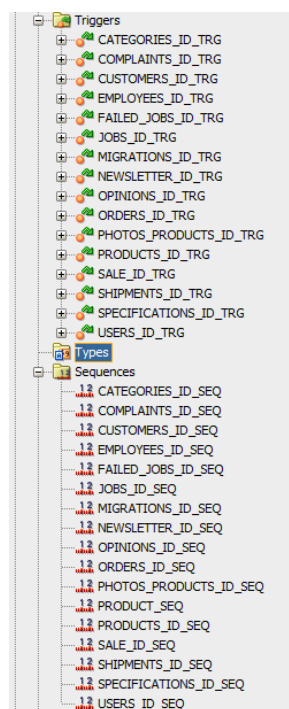 Triggers
CATEGORIES_ID_TRG
COMPLAINTS_ID_TRG
CUSTOMERS_ID_TRG
EMPLOYEES_ID_TRG
FAILED_JOBS_ID_TRG
JOBS_ID_TRG
MIGRATIONS_ID_TRG
NEWSLETTER_ID_TRG
OPINIONS_ID_TRG
ORDERS_ID_TRG
PHOTOS_PRODUCTS_ID_TRG
PRODUCTS_ID_TRG
SALE_ID_TRG
SHIPMENTS_ID_TRG
SPECIFICATIONS_ID_TRG
USERS_ID_TRG
Types
Sequences
CATEGORIES_ID_SEQ
COMPLAINTS_ID_SEQ
CUSTOMERS_ID_SEQ
EMPLOYEES_ID_SEQ
FAILED_JOBS_ID_SEQ
JOBS_ID_SEQ
MIGRATIONS_ID_SEQ
NEWSLETTER_ID_SEQ
OPINIONS_ID_SEQ
ORDERS_ID_SEQ
PHOTOS_PRODUCTS_ID_SEQ
PRODUCT_SEQ
PRODUCTS_ID_SEQ
SALE_ID_SEQ
SHIPMENTS_ID_SEQ
SPECIFICATIONS_ID_SEQ
USERS_ID_SEQ